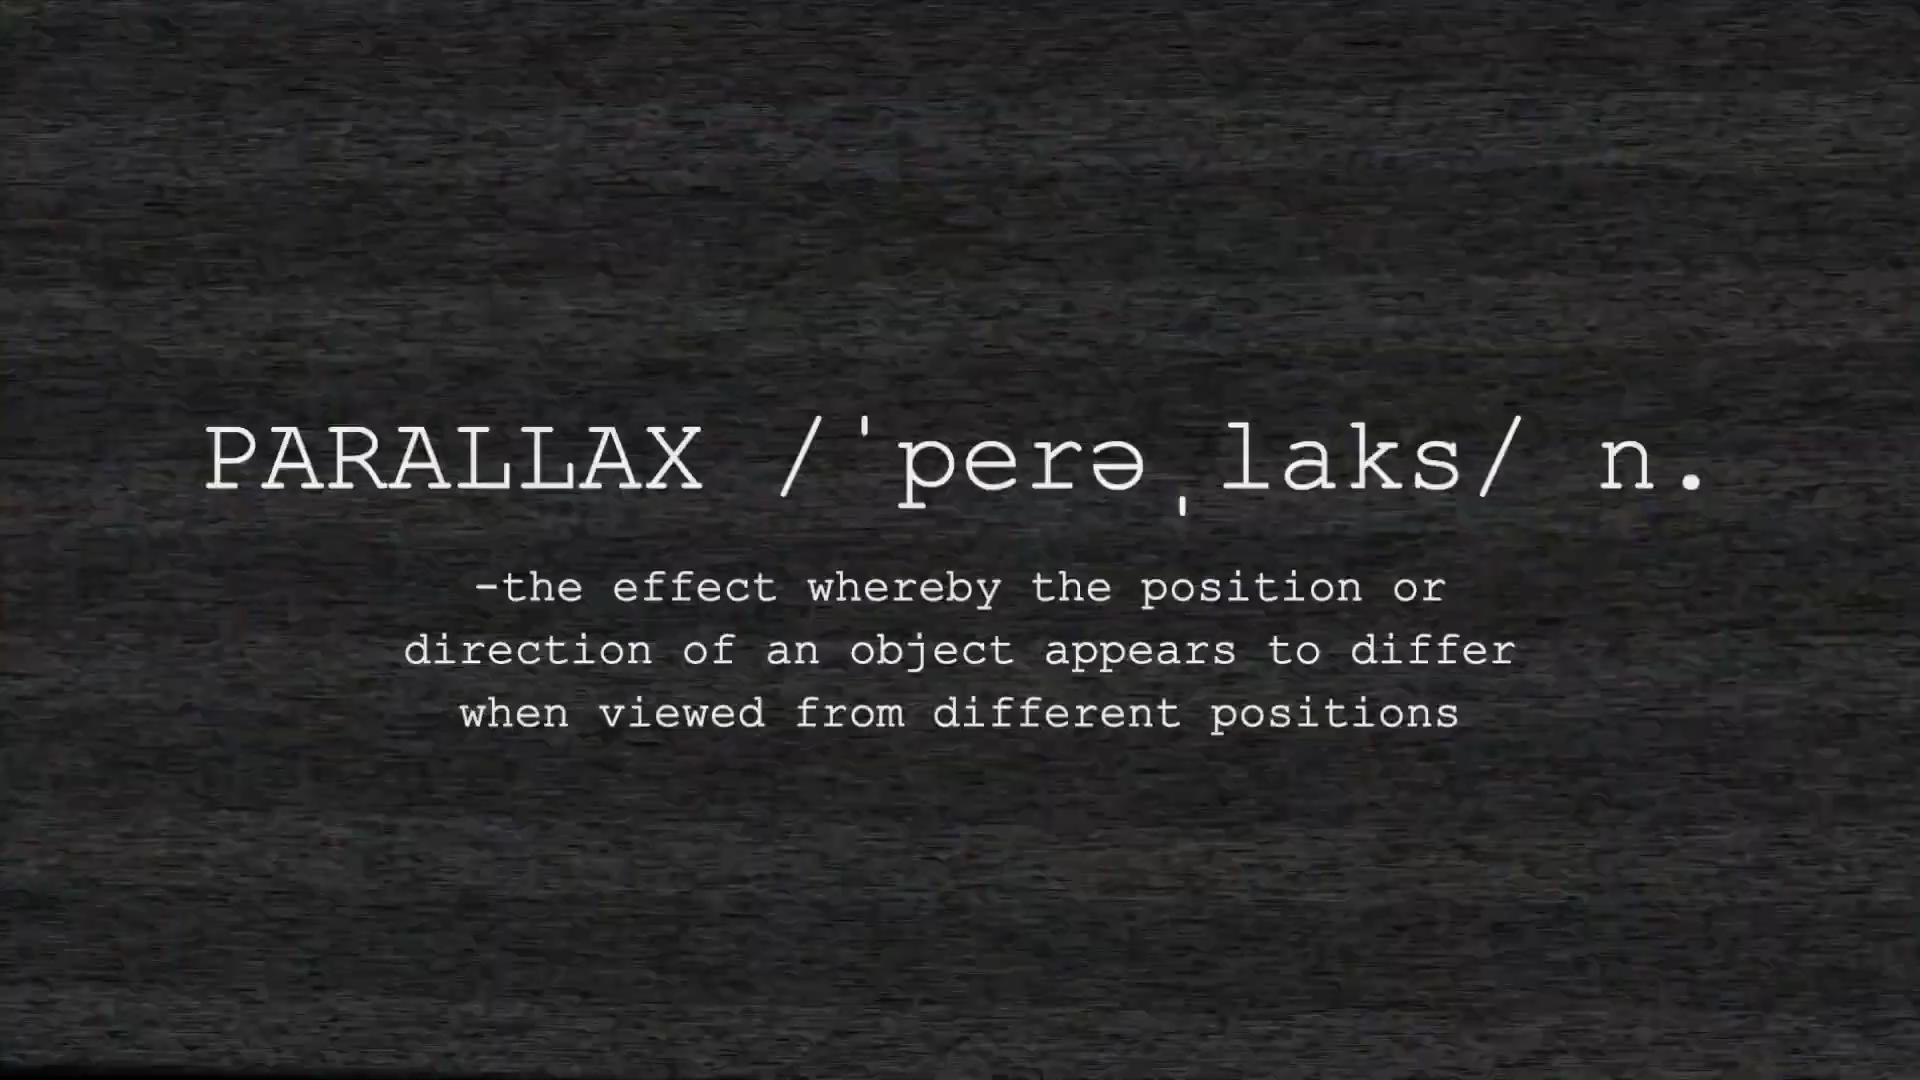 PARALLAX /ˈperəˌlaks/ n.
-the effect whereby the position or
direction of an object appears to differ
when viewed from different positions